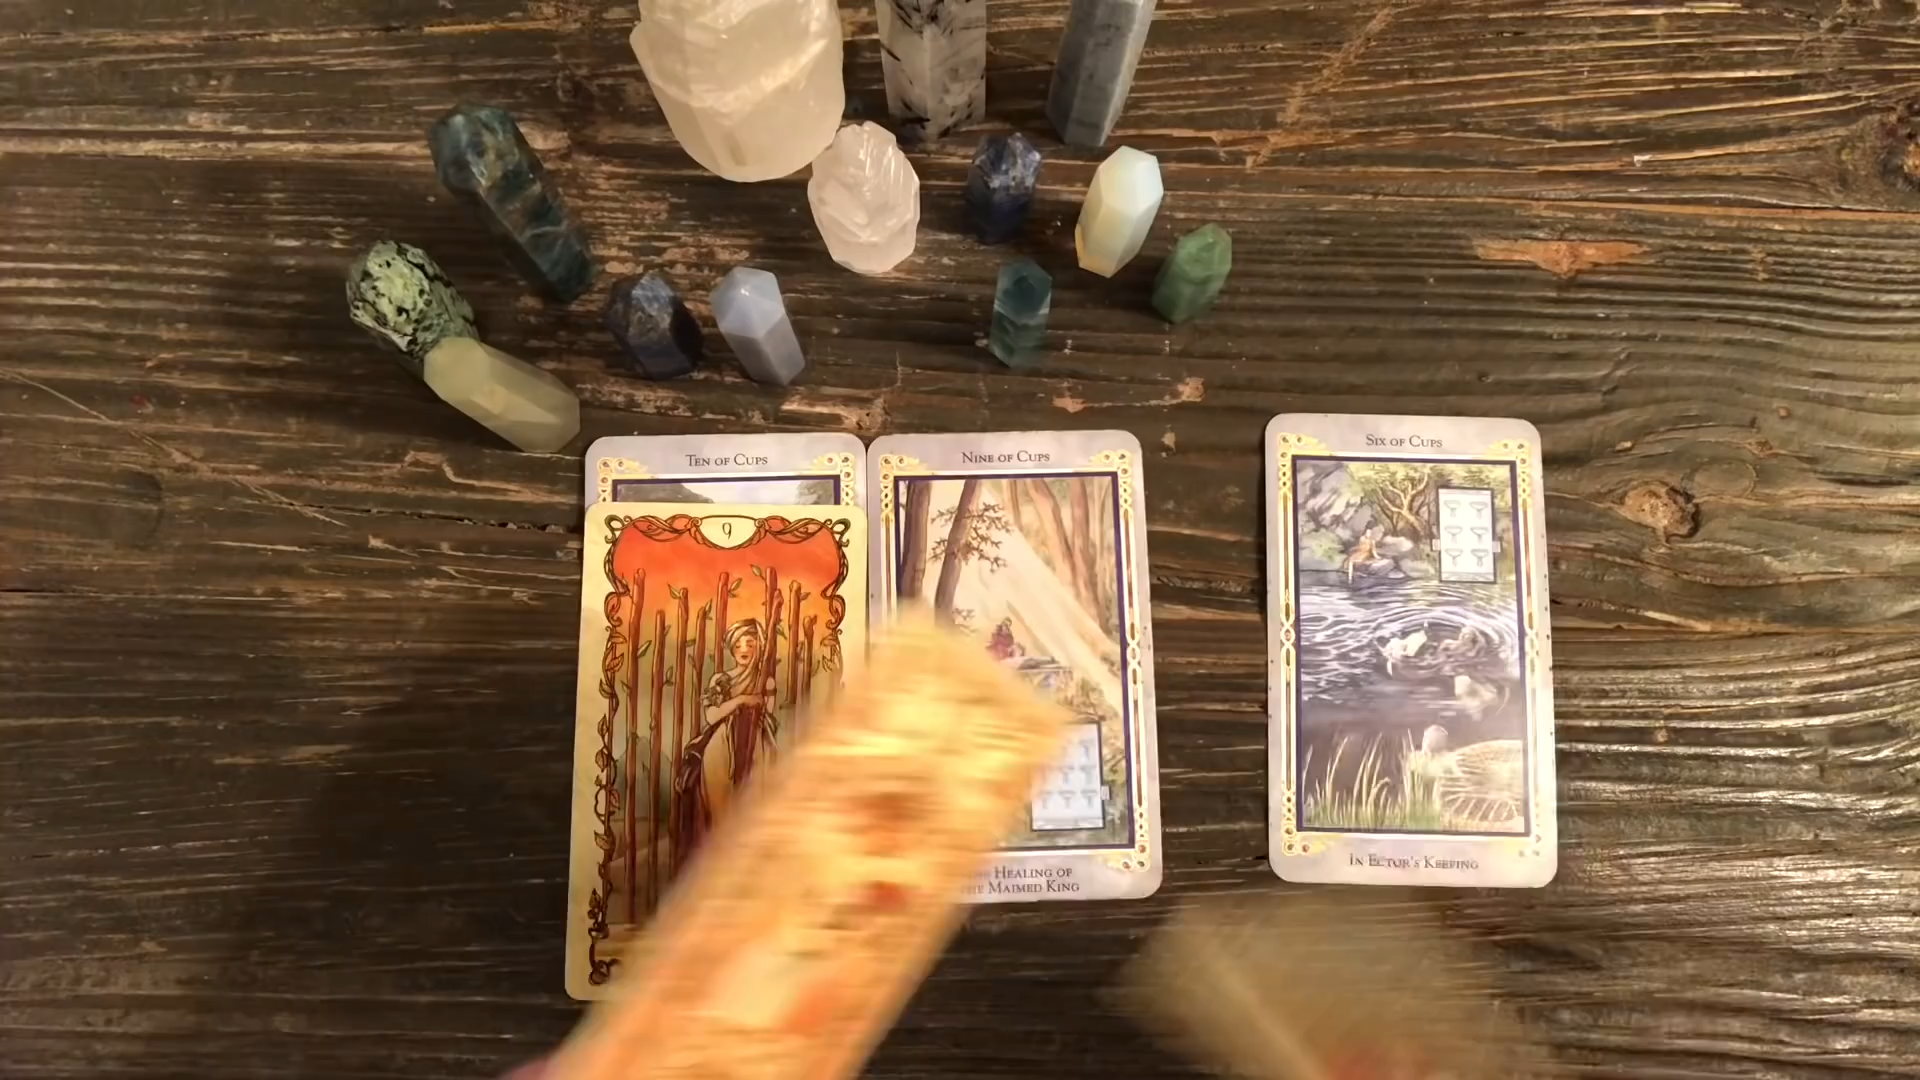 TEN OF CUPS
NINE OF CUPS
SIX OF CUPS
9
HEALING OF
MAIMED KING
IN ECTOR'S KEEPING